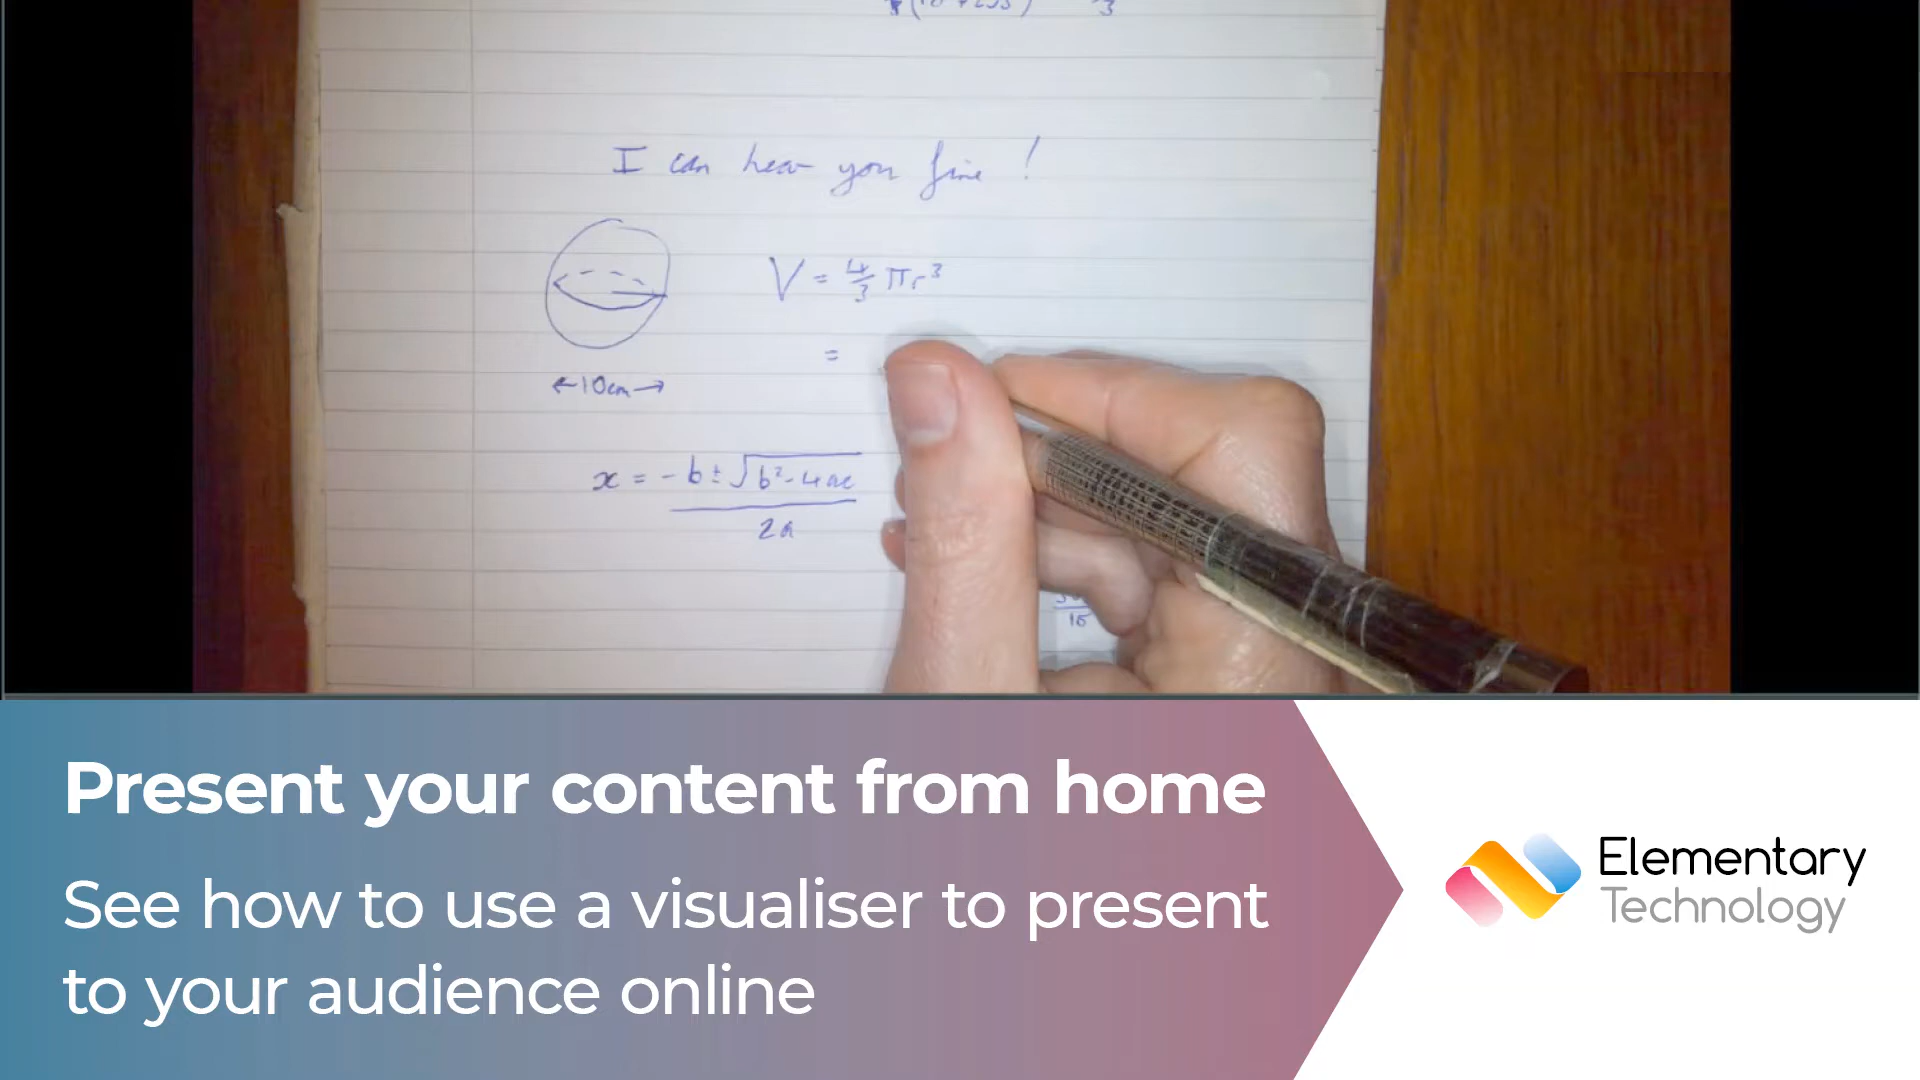 I can hear you fine !
V = 4/3 πr³
=
←10cm→
x = -b ± √b²-4ac
2a
10
Present your content from home
See how to use a visualiser to present
to your audience online
Elementary
Technology